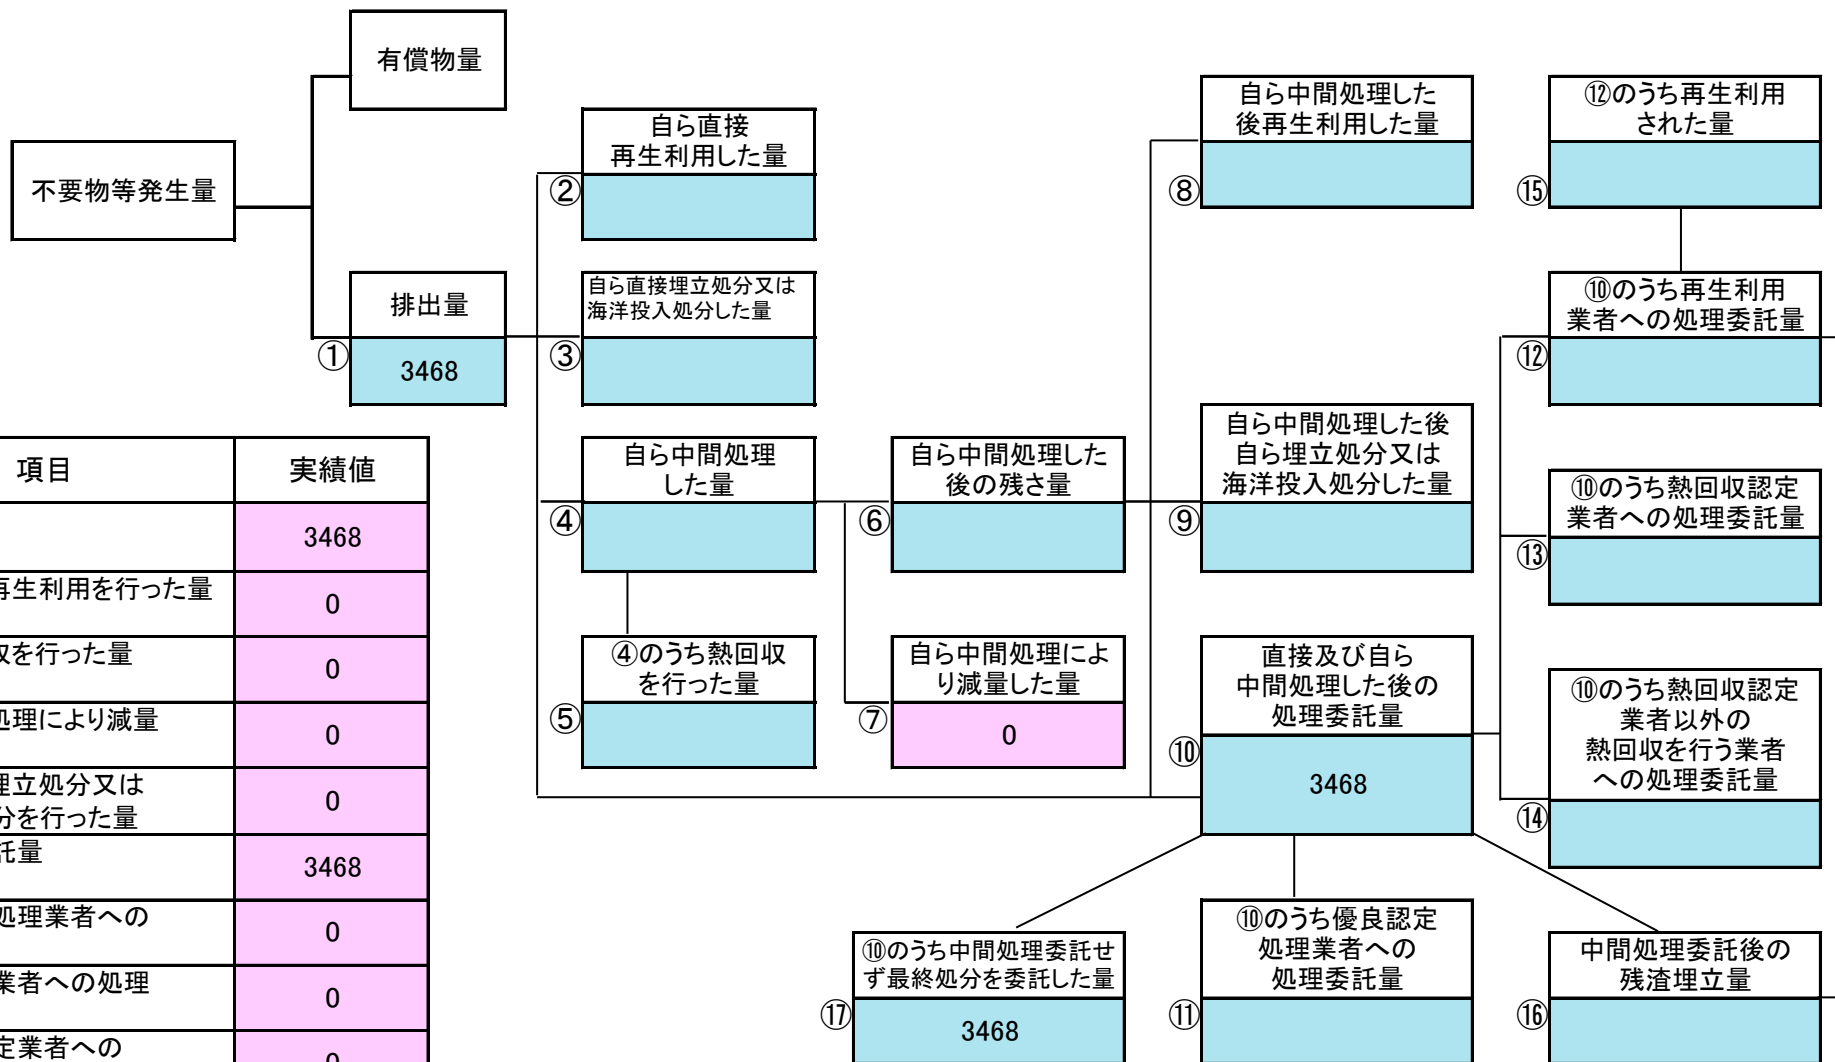 有償物量
不要物等発生量
排出量
①
3468
自ら直接
再生利用した量
②
自ら直接埋立処分又は
海洋投入処分した量
③
自ら中間処理
した量
④
④のうち熱回収
を行った量
⑤
自ら中間処理した
後の残さ量
⑥
自ら中間処理によ
り減量した量
⑦
0
自ら中間処理した
後再生利用した量
⑧
自ら中間処理した後
自ら埋立処分又は
海洋投入処分した量
⑨
直接及び自ら
中間処理した後の
処理委託量
⑩
3468
⑩のうち優良認定
処理業者への
処理委託量
⑪
⑫のうち再生利用
された量
⑮
⑩のうち再生利用
業者への処理委託量
⑫
⑩のうち熱回収認定
業者への処理委託量
⑬
⑩のうち熱回収認定
業者以外の
熱回収を行う業者
への処理委託量
⑭
中間処理委託後の
残渣埋立量
⑯
⑩のうち中間処理委託せ
ず最終処分を委託した量
⑰
3468
項目
実績値
3468
再生利用を行った量
0
収を行った量
0
処理により減量
0
埋立処分又は
分を行った量
0
託量
3468
処理業者への
0
業者への処理
0
定業者への
0